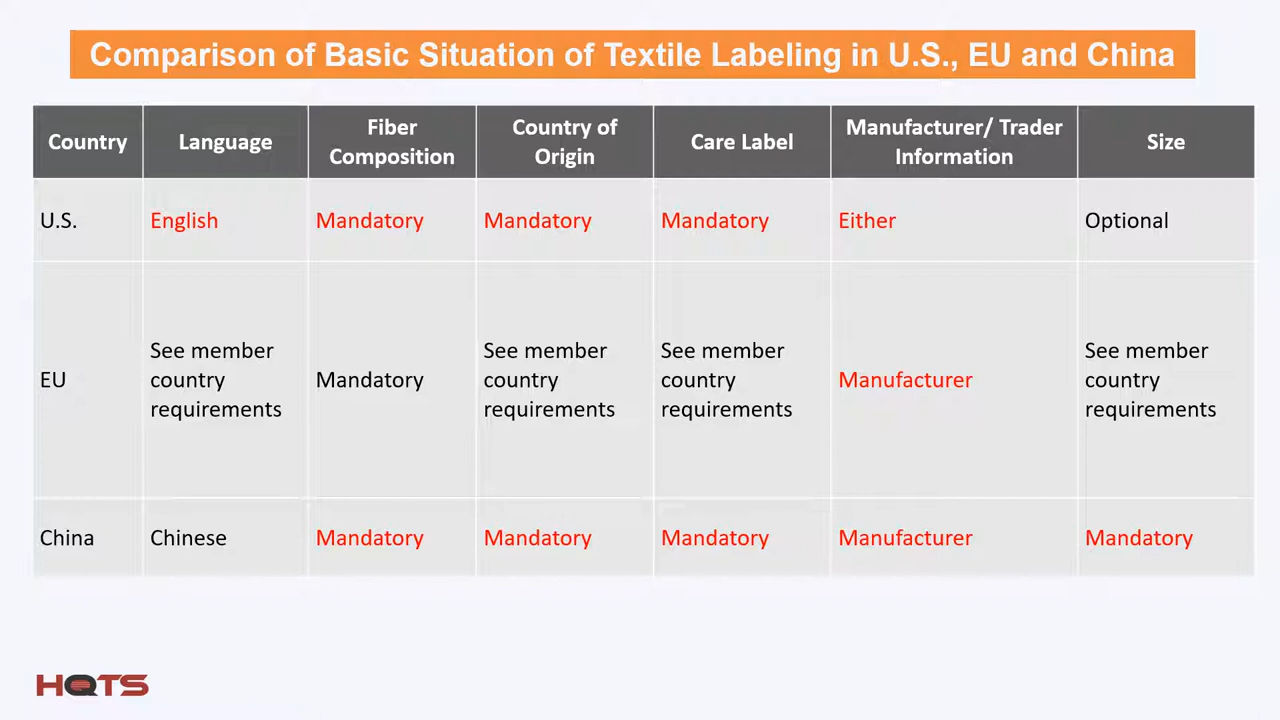 Comparison of Basic Situation of Textile Labeling in U.S., EU and China
Country
Language
Fiber
Composition
Country of
Origin
Care Label
Manufacturer/ Trader
Information
Size
U.S.
English
Mandatory
Mandatory
Mandatory
Either
Optional
EU
See member
country
requirements
Mandatory
See member
country
requirements
See member
country
requirements
Manufacturer
See member
country
requirements
China
Chinese
Mandatory
Mandatory
Mandatory
Manufacturer
Mandatory
HQTS